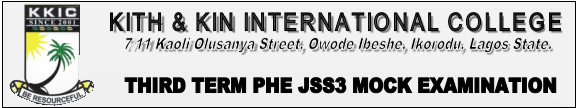 KKIC
SINCE 2001
BE RESOURCEFUL
KITH & KIN INTERNATIONAL COLLEGE
7 11 Kaoli Olusanya Street, Owode Ibeshe, Ikorodu, Lagos State.
THIRD TERM PHE JSS3 MOCK EXAMINATION